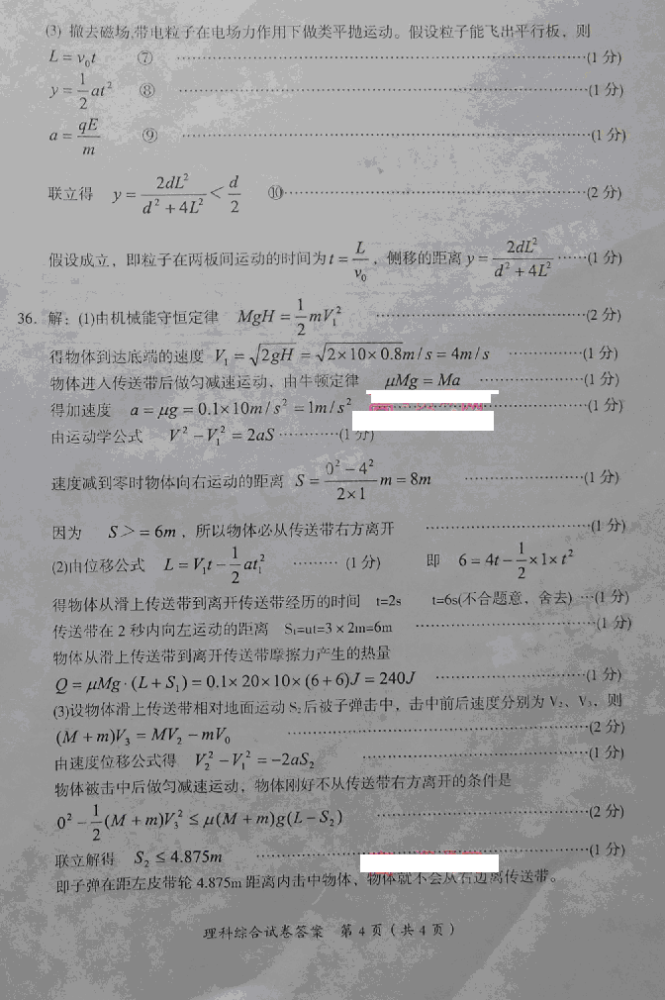 (3) 撤去磁场,带电粒子在电场力作用下做类平抛运动。假设粒子能飞出平行板，则
L = v₀t ⑦ ……(1 分)
y = 1/2 at² ⑧ ……(1 分)
a = qE/m ⑨ ……(1 分)
联立得 y = 2dL²/(d² + 4L²) < d/2 ⑩……(2 分)
假设成立，即粒子在两板间运动的时间为 t = L/v₀，侧移的距离 y = 2dL²/(d² + 4L²) ……(1 分)
36. 解：(1)由机械能守恒定律 MgH = 1/2 mV₁² ……(2 分)
得物体到达底端的速度 V₁ = √2gH = √2×10×0.8m/s = 4m/s ……(1 分)
物体进入传送带后做匀减速运动，由牛顿定律 μMg = Ma ……(1 分)
得加速度 a = μg = 0.1×10m/s² = 1m/s² ……(1 分)
由运动学公式 V² − V₁² = 2aS ……(1 分)
速度减到零时物体向右运动的距离 S = (0² − 4²)/(2×1) m = 8m ……(1 分)
因为 S > = 6m，所以物体必从传送带右方离开 ……(1 分)
(2)由位移公式 L = V₁t − 1/2 at₁² ……(1 分) 即 6 = 4t − 1/2 ×1× t²
得物体从滑上传送带到离开传送带经历的时间 t=2s t=6s(不合题意，舍去) …(1 分)
传送带在 2 秒内向左运动的距离 S₁=ut=3×2m=6m ……(1 分)
物体从滑上传送带到离开传送带摩擦力产生的热量
Q = μMg·(L + S₁) = 0.1×20×10×(6+6)J = 240J ……(1 分)
(3)设物体滑上传送带相对地面运动 S₂后被子弹击中，击中前后速度分别为 V₂、V₃，则
(M + m)V₃ = MV₂ − mV₀ ……(2 分)
由速度位移公式得 V₂² − V₁² = −2aS₂ ……(1 分)
物体被击中后做匀减速运动，物体刚好不从传送带右方离开的条件是
0² − 1/2 (M + m)V₃² ≤ μ(M + m)g(L − S₂) ……(2 分)
联立解得 S₂ ≤ 4.875m ……(1 分)
即子弹在距左皮带轮 4.875m 距离内击中物体，物体就不会从右边离传送带。
理科综合试卷答案 第 4 页（共 4 页）